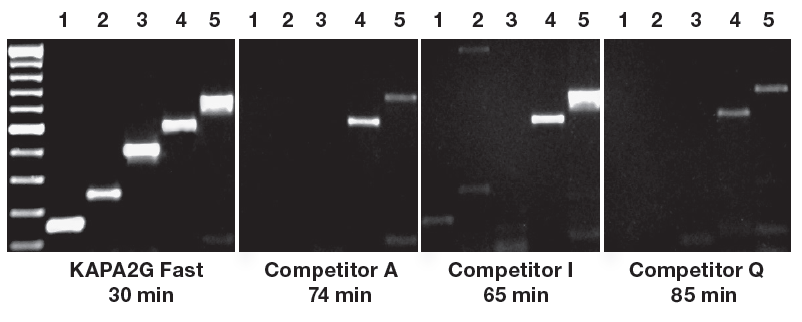 1 2 3 4 5 1 2 3 4 5 1 2 3 4 5 1 2 3 4 5
KAPA2G Fast Competitor A Competitor I Competitor Q
30 min 74 min 65 min 85 min